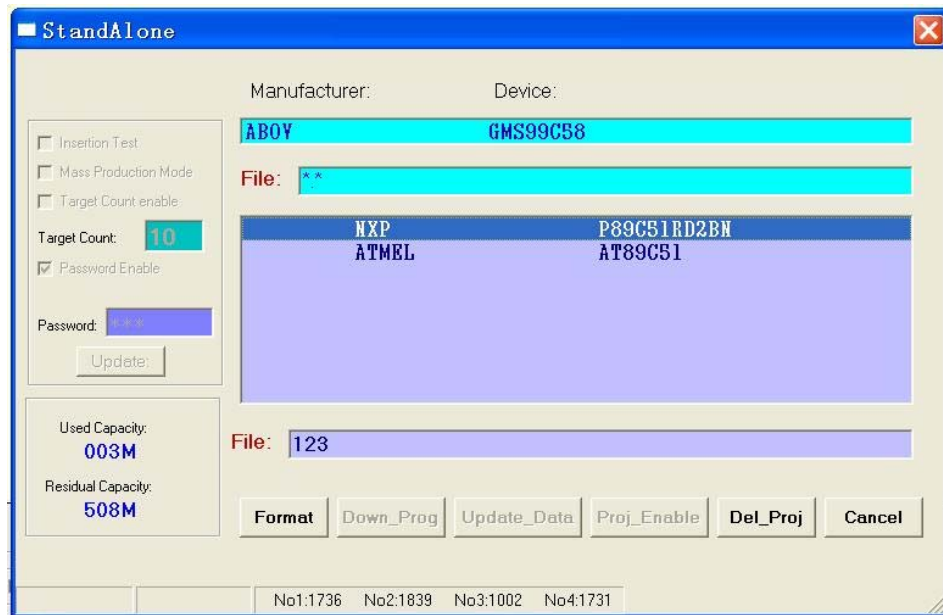 StandAlone
Manufacturer: Device:
ABOV GMS99C58
File: *.*
Insertion Test
Mass Production Mode
Target Count enable
Target Count: 10
Password Enable
Password: ***
Update:
NXP P89C51RD2BN
ATMEL AT89C51
Used Capacity:
003M
Residual Capacity:
508M
File: 123
Format Down_Prog Update_Data Proj_Enable Del_Proj Cancel
No1:1736 No2:1839 No3:1002 No4:1731